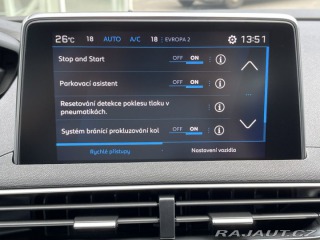 26°C 18 AUTO A/C 18 EVROPA 2 13:51
Stop and Start OFF ON
Parkovací asistent OFF ON
Resetování detekce poklesu tlaku v
pneumatikách.
Systém bránící prokluzování kol OFF ON
Rychlé přístupy Nastavení vozidla
RAJAUT.CZ